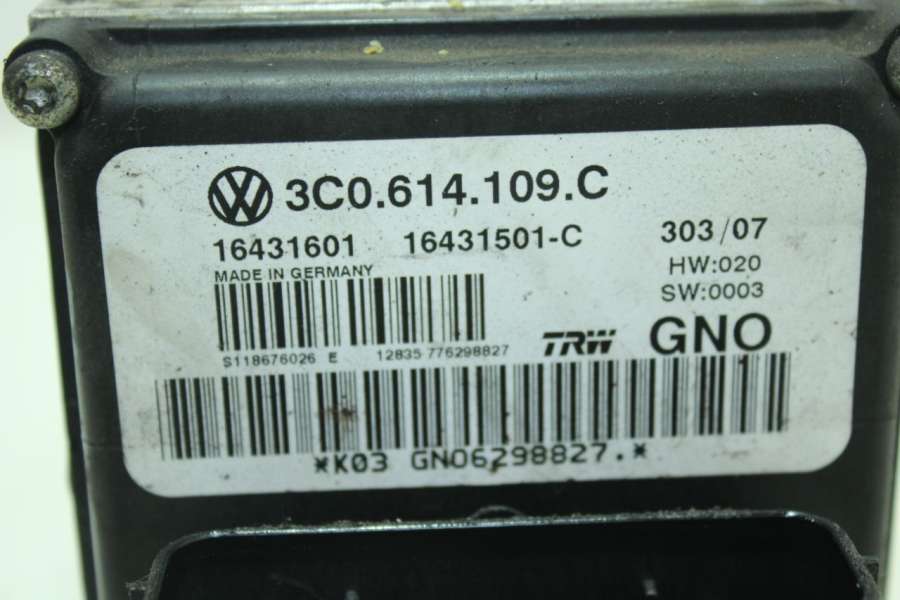 3C0.614.109.C
16431601 16431501-C 303/07
MADE IN GERMANY HW:020
SW:0003
S118676026 E 12835 776298827 TRW GNO
*K03 GNO6298827.*